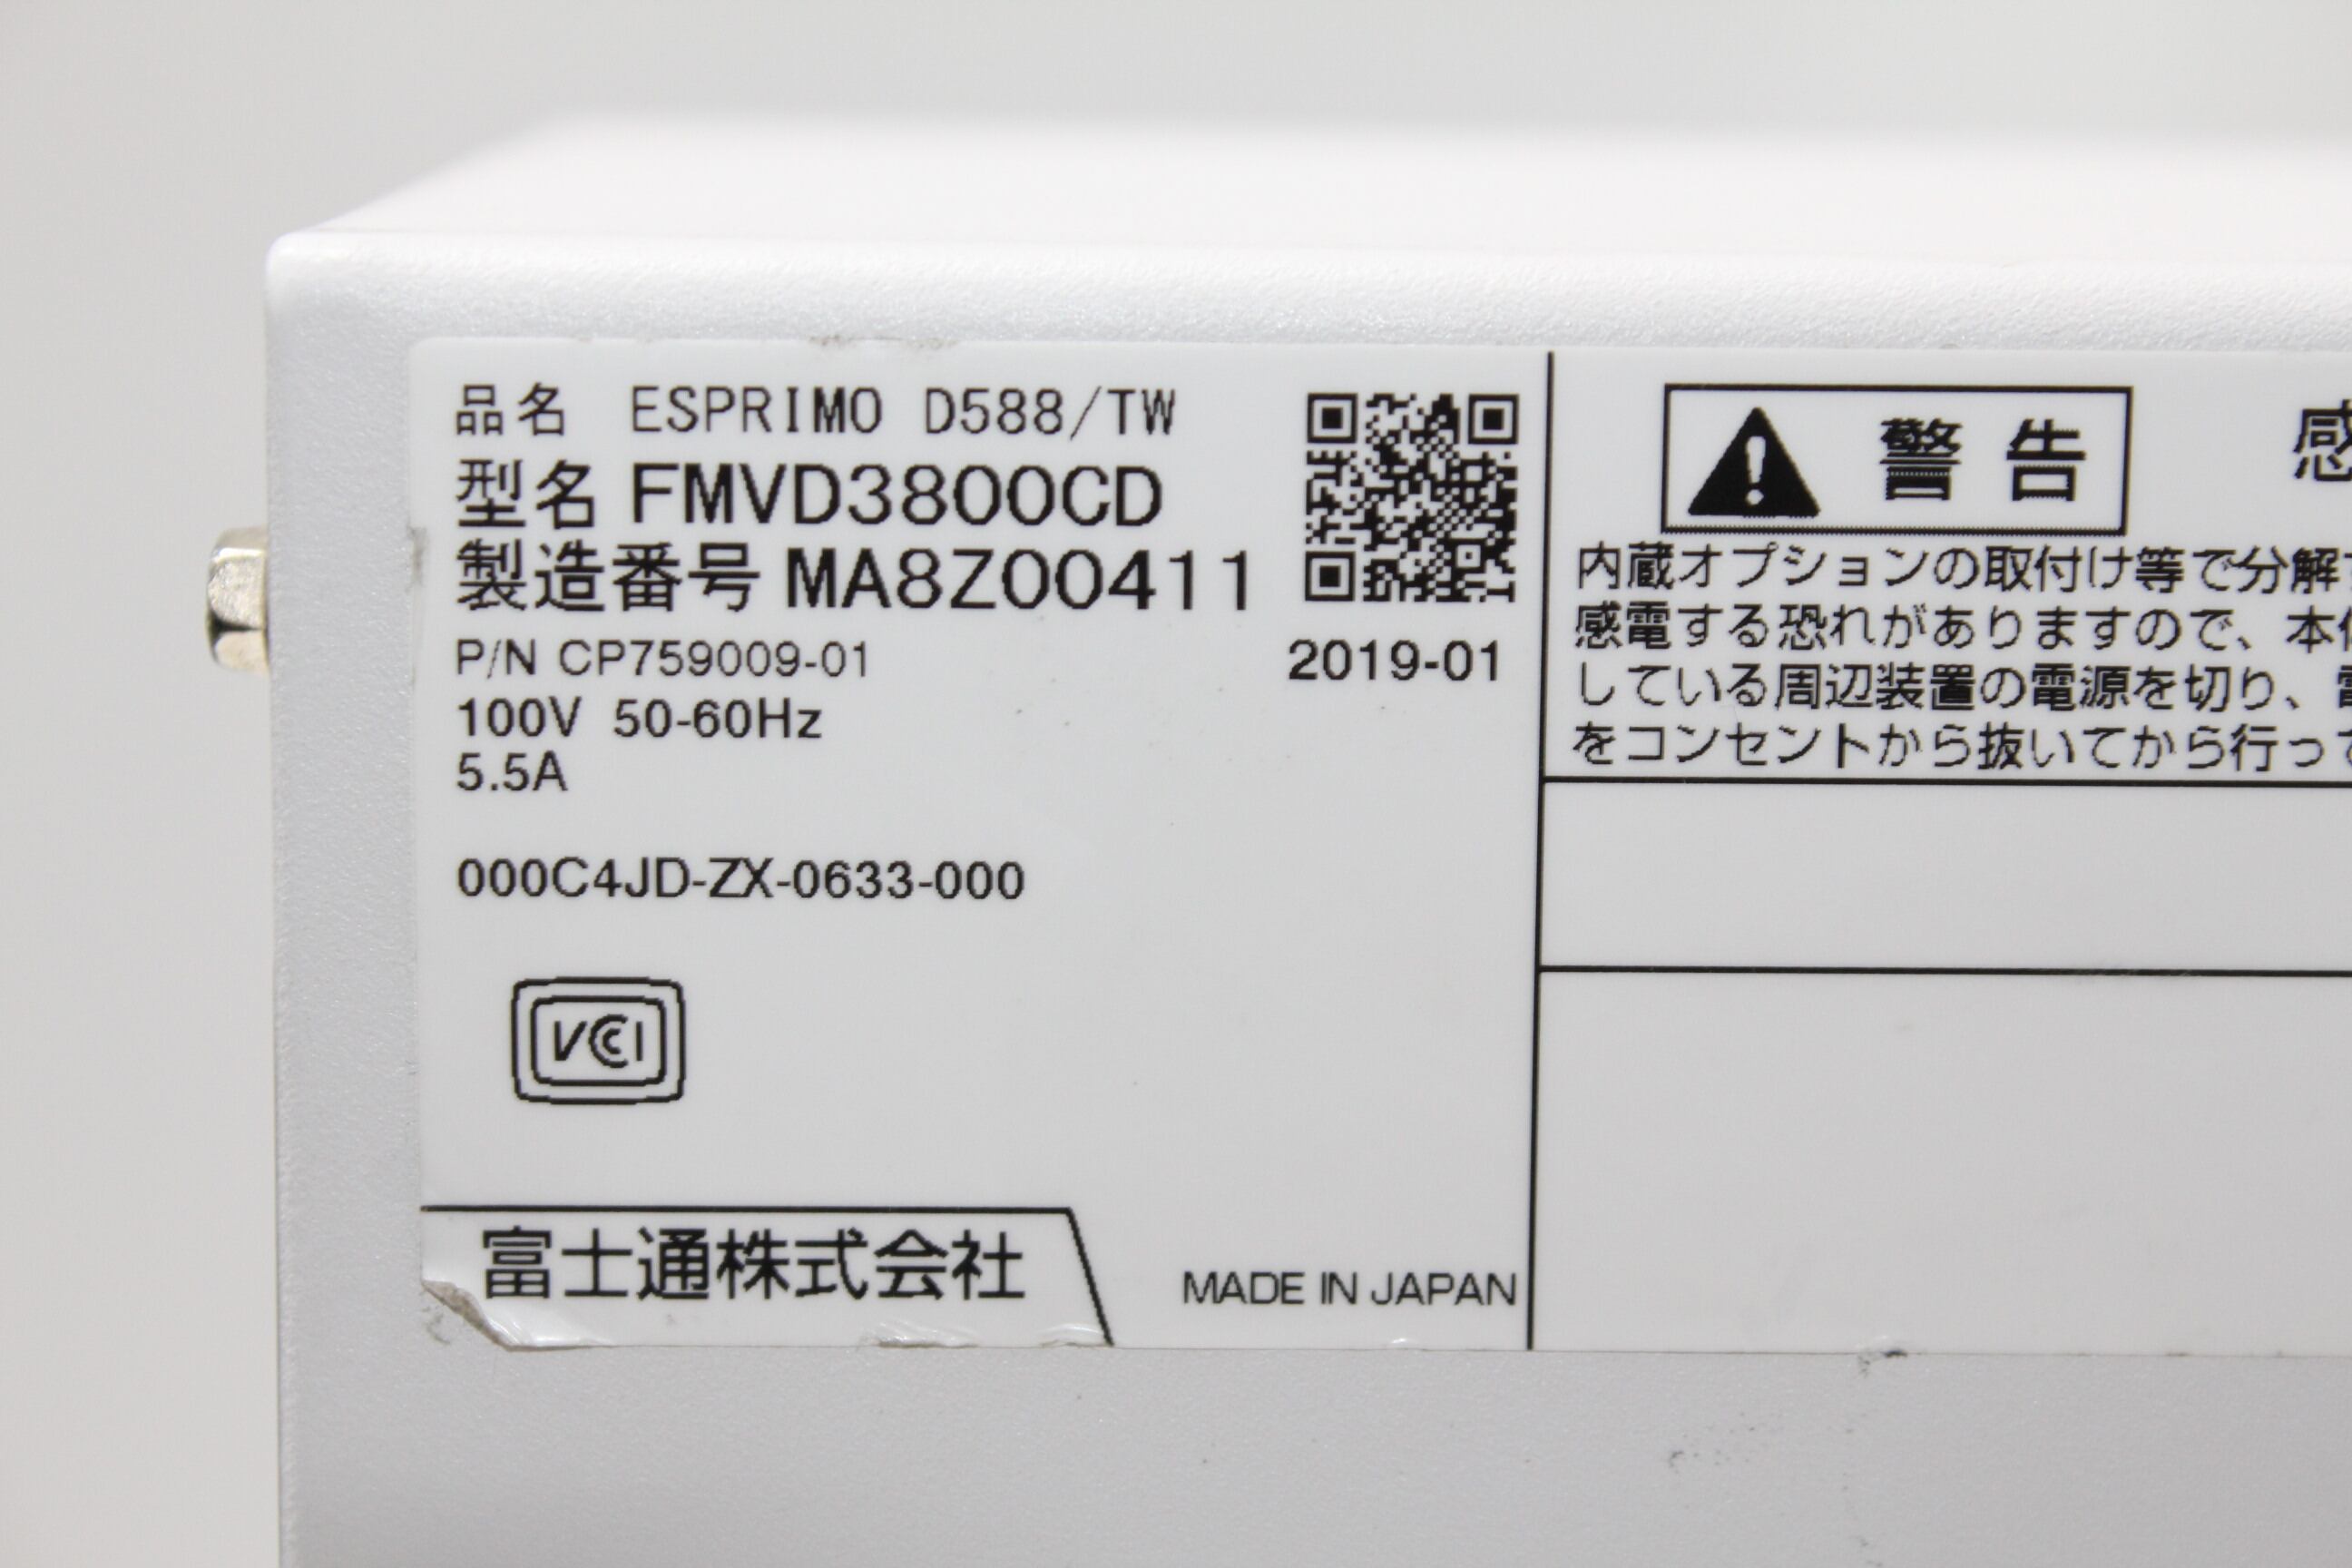 品名 ESPRIMO D588/TW
型名 FMVD3800CD
製造番号 MA8Z00411
P/N CP759009-01
2019-01
100V 50-60Hz
5.5A
000C4JD-ZX-0633-000
VCCI
富士通株式会社
MADE IN JAPAN
警告
感
内蔵オプションの取付け等で分解
感電する恐れがありますので、本
している周辺装置の電源を切り、
をコンセントから抜いてから行って